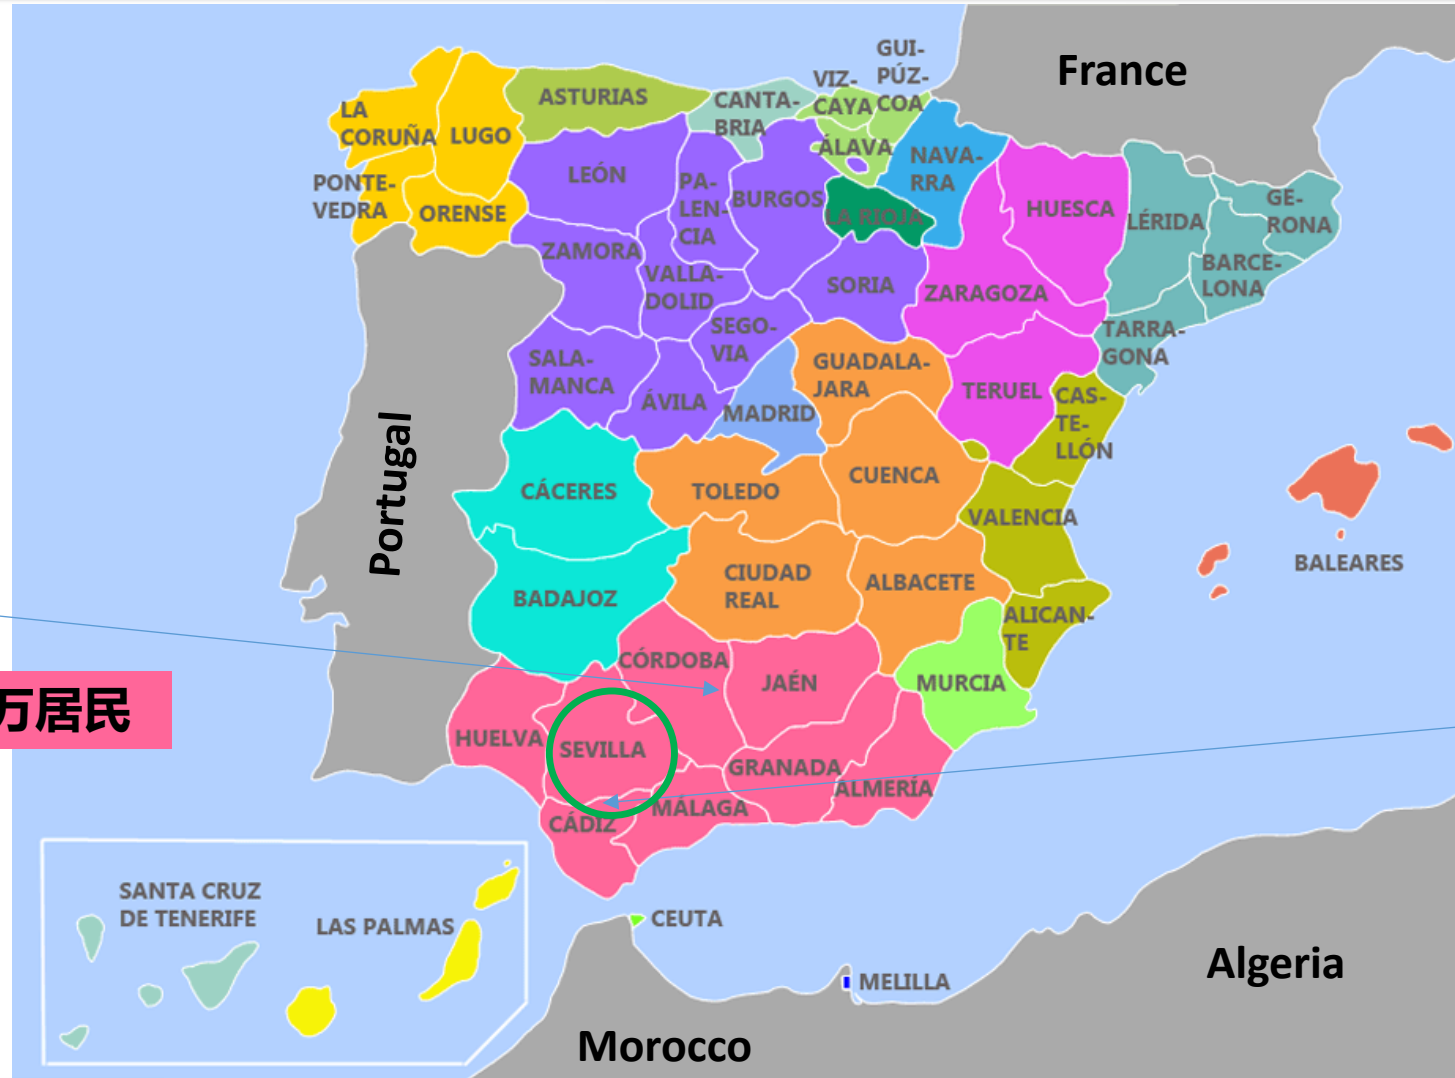 France
GUI-
PÚZ-
COA
VIZ-
CAYA
ASTURIAS
CANTA-
BRIA
LA
CORUÑA
LUGO
ÁLAVA
NAVA-
RRA
LEÓN
PA-
LEN-
CIA
BURGOS
PONTE-
VEDRA
ORENSE
LA RIOJA
HUESCA
LÉRIDA
GE-
RONA
ZAMORA
VALLA-
DOLID
SORIA
ZARAGOZA
BARCE-
LONA
SEGO-
VIA
TARRA-
GONA
SALA-
MANCA
ÁVILA
MADRID
GUADALA-
JARA
TERUEL
CAS-
TE-
LLÓN
Portugal
CÁCERES
TOLEDO
CUENCA
VALENCIA
BALEARES
BADAJOZ
CIUDAD
REAL
ALBACETE
ALICAN-
TE
CÓRDOBA
JAÉN
MURCIA
万居民
HUELVA
SEVILLA
GRANADA
ALMERÍA
MÁLAGA
CÁDIZ
SANTA CRUZ
DE TENERIFE
LAS PALMAS
CEUTA
MELILLA
Algeria
Morocco